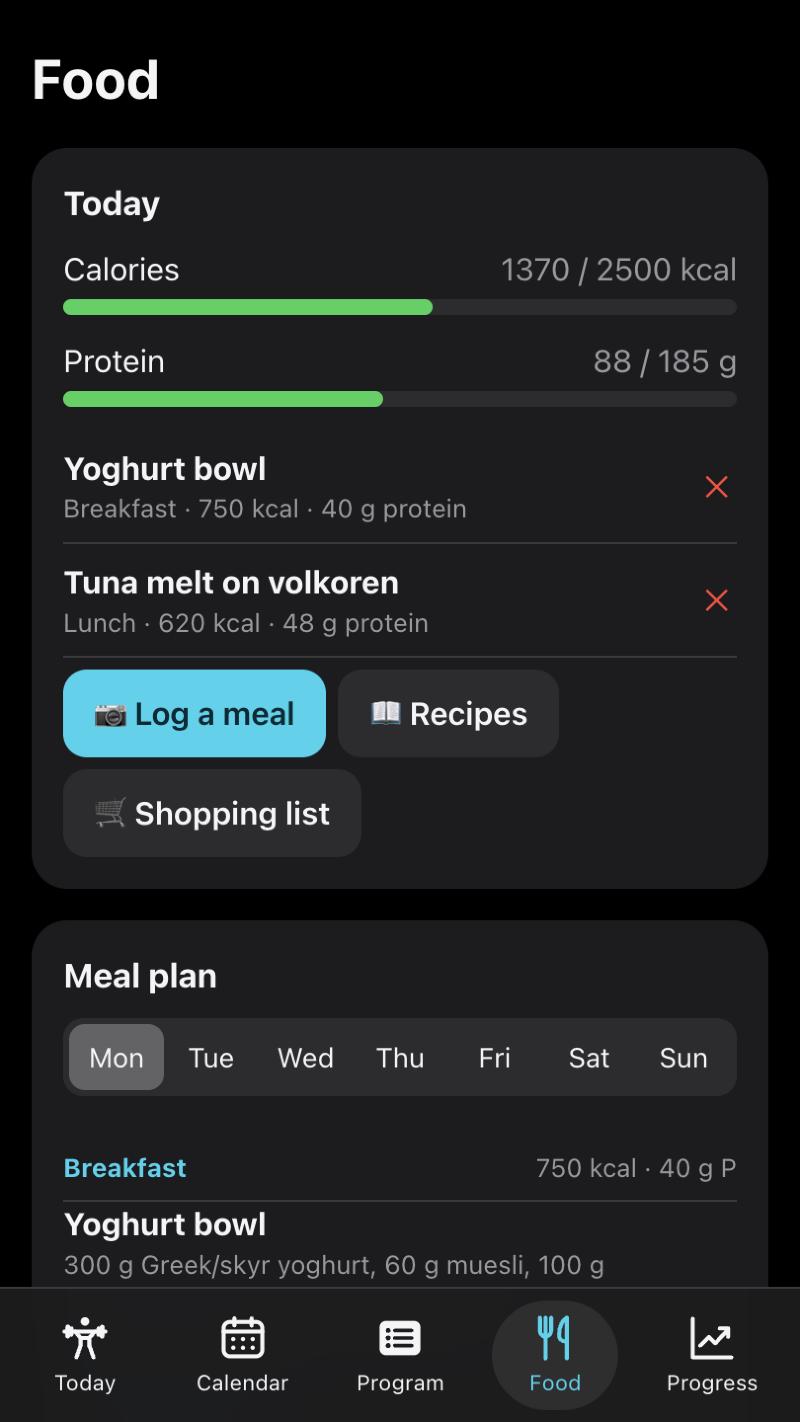 Food
Today
Calories 1370 / 2500 kcal
Protein 88 / 185 g
Yoghurt bowl
Breakfast · 750 kcal · 40 g protein
Tuna melt on volkoren
Lunch · 620 kcal · 48 g protein
📷 Log a meal 📖 Recipes
🛒 Shopping list
Meal plan
Mon Tue Wed Thu Fri Sat Sun
Breakfast 750 kcal · 40 g P
Yoghurt bowl
300 g Greek/skyr yoghurt, 60 g muesli, 100 g
Today Calendar Program Food Progress